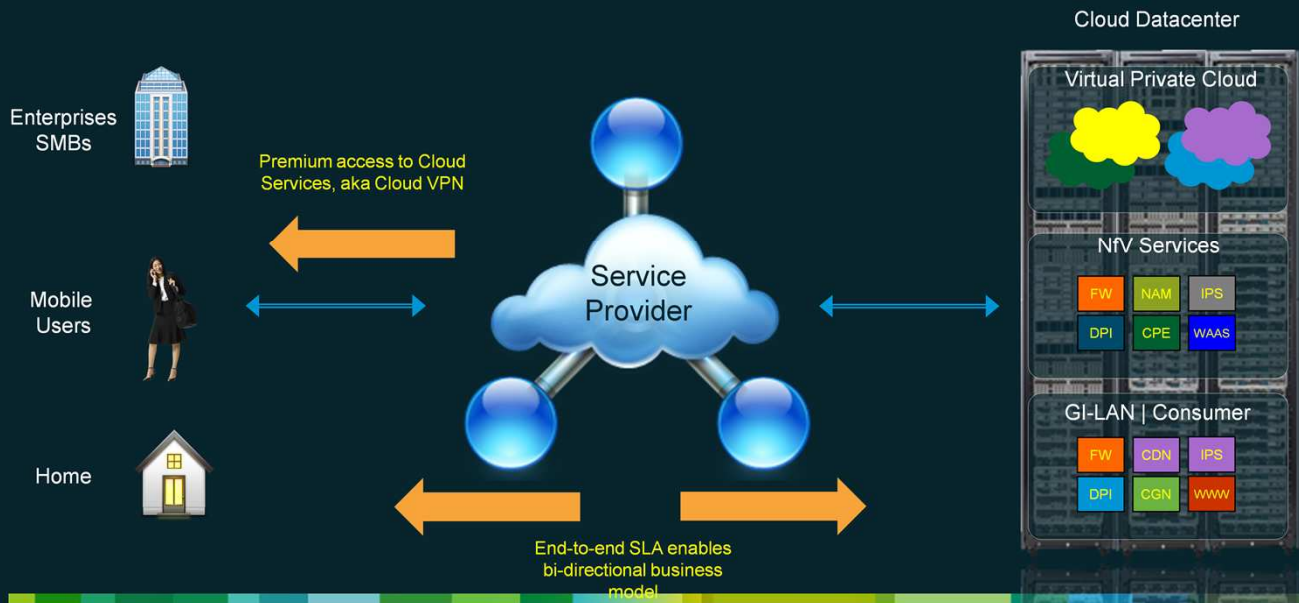 Cloud Datacenter
Enterprises
SMBs
Mobile
Users
Home
Premium access to Cloud
Services, aka Cloud VPN
Service
Provider
End-to-end SLA enables
bi-directional business
model
Virtual Private Cloud
NfV Services
FW NAM IPS
DPI CPE WAAS
GI-LAN | Consumer
FW CDN IPS
DPI CGN WWW